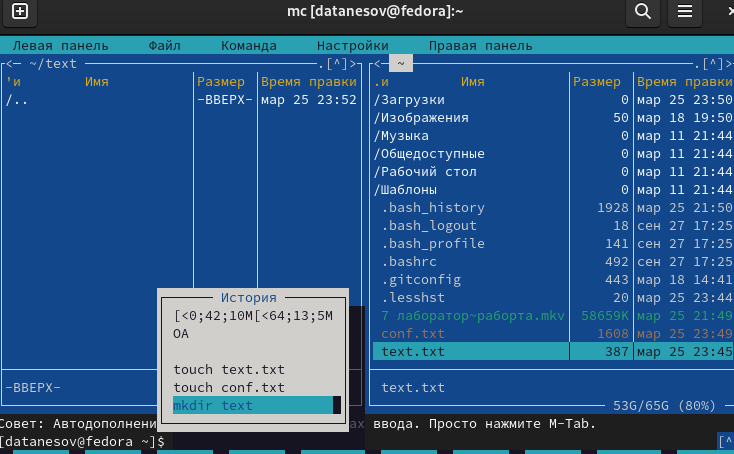 mc [datanesov@fedora]:~
Левая панель Файл Команда Настройки Правая панель
<─ ~/text .[^]>
'и Имя Размер Время правки
/.. -ВВЕРХ- мар 25 23:52
-ВВЕРХ-
<─ ~ .[^]>
.и Имя Размер Время правки
/Загрузки 0 мар 25 23:50
/Изображения 50 мар 18 19:50
/Музыка 0 мар 11 21:44
/Общедоступные 0 мар 11 21:44
/Рабочий стол 0 мар 11 21:44
/Шаблоны 0 мар 11 21:44
.bash_history 1928 мар 25 21:50
.bash_logout 18 сен 27 17:25
.bash_profile 141 сен 27 17:25
.bashrc 492 сен 27 17:25
.gitconfig 443 мар 18 14:41
.lesshst 20 мар 25 23:44
7 лаборатор~раборта.mkv 58659K мар 25 21:49
conf.txt 1608 мар 25 23:49
text.txt 387 мар 25 23:45
text.txt
53G/65G (80%)
История
[<0;42;10M[<64;13;5M
OA
touch text.txt
touch conf.txt
mkdir text
Совет: Автодополнени ах ввода. Просто нажмите M-Tab.
[datanesov@fedora ~]$ [^